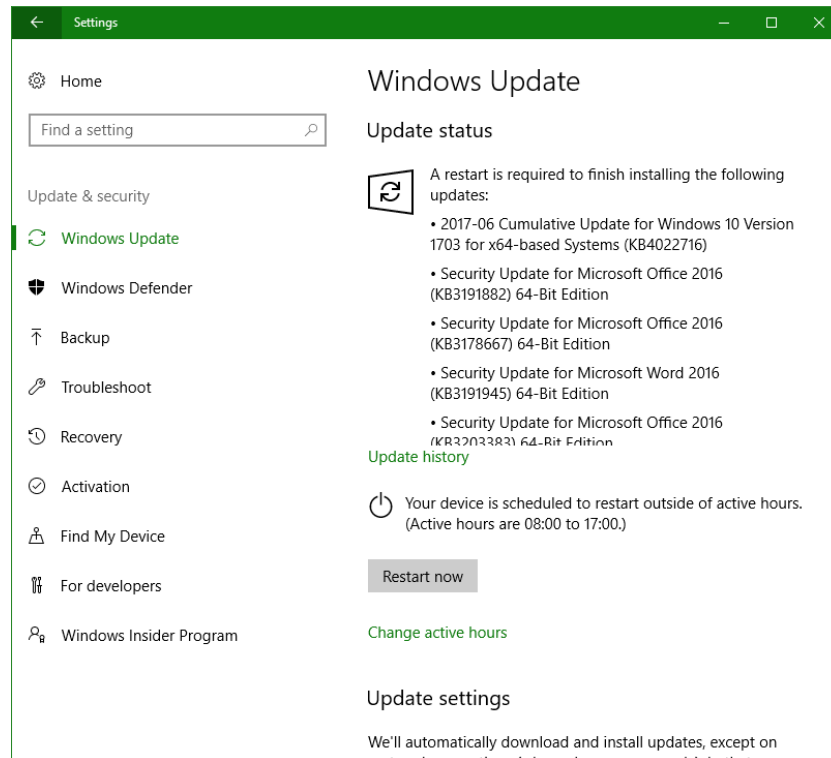 Settings
Home
Find a setting
Update & security
Windows Update
Windows Defender
Backup
Troubleshoot
Recovery
Activation
Find My Device
For developers
Windows Insider Program
Windows Update
Update status
A restart is required to finish installing the following
updates:
• 2017-06 Cumulative Update for Windows 10 Version
1703 for x64-based Systems (KB4022716)
• Security Update for Microsoft Office 2016
(KB3191882) 64-Bit Edition
• Security Update for Microsoft Office 2016
(KB3178667) 64-Bit Edition
• Security Update for Microsoft Word 2016
(KB3191945) 64-Bit Edition
• Security Update for Microsoft Office 2016
(KB3203383) 64-Bit Edition
Update history
Your device is scheduled to restart outside of active hours.
(Active hours are 08:00 to 17:00.)
Restart now
Change active hours
Update settings
We'll automatically download and install updates, except on